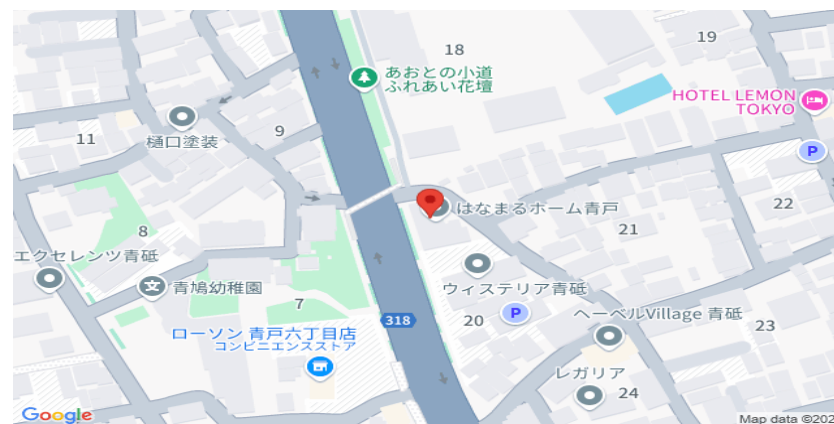 18
19
あおとの小道
ふれあい花壇
HOTEL LEMON
TOKYO
11
樋口塗装
9
P
はなまるホーム青戸
22
21
8
エクセレンツ青砥
青鳩幼稚園
ウィステリア青砥
7
318
20
P
ヘーベルVillage 青砥
23
ローソン 青戸六丁目店
コンビニエンスストア
レガリア
24
Google
Map data ©202